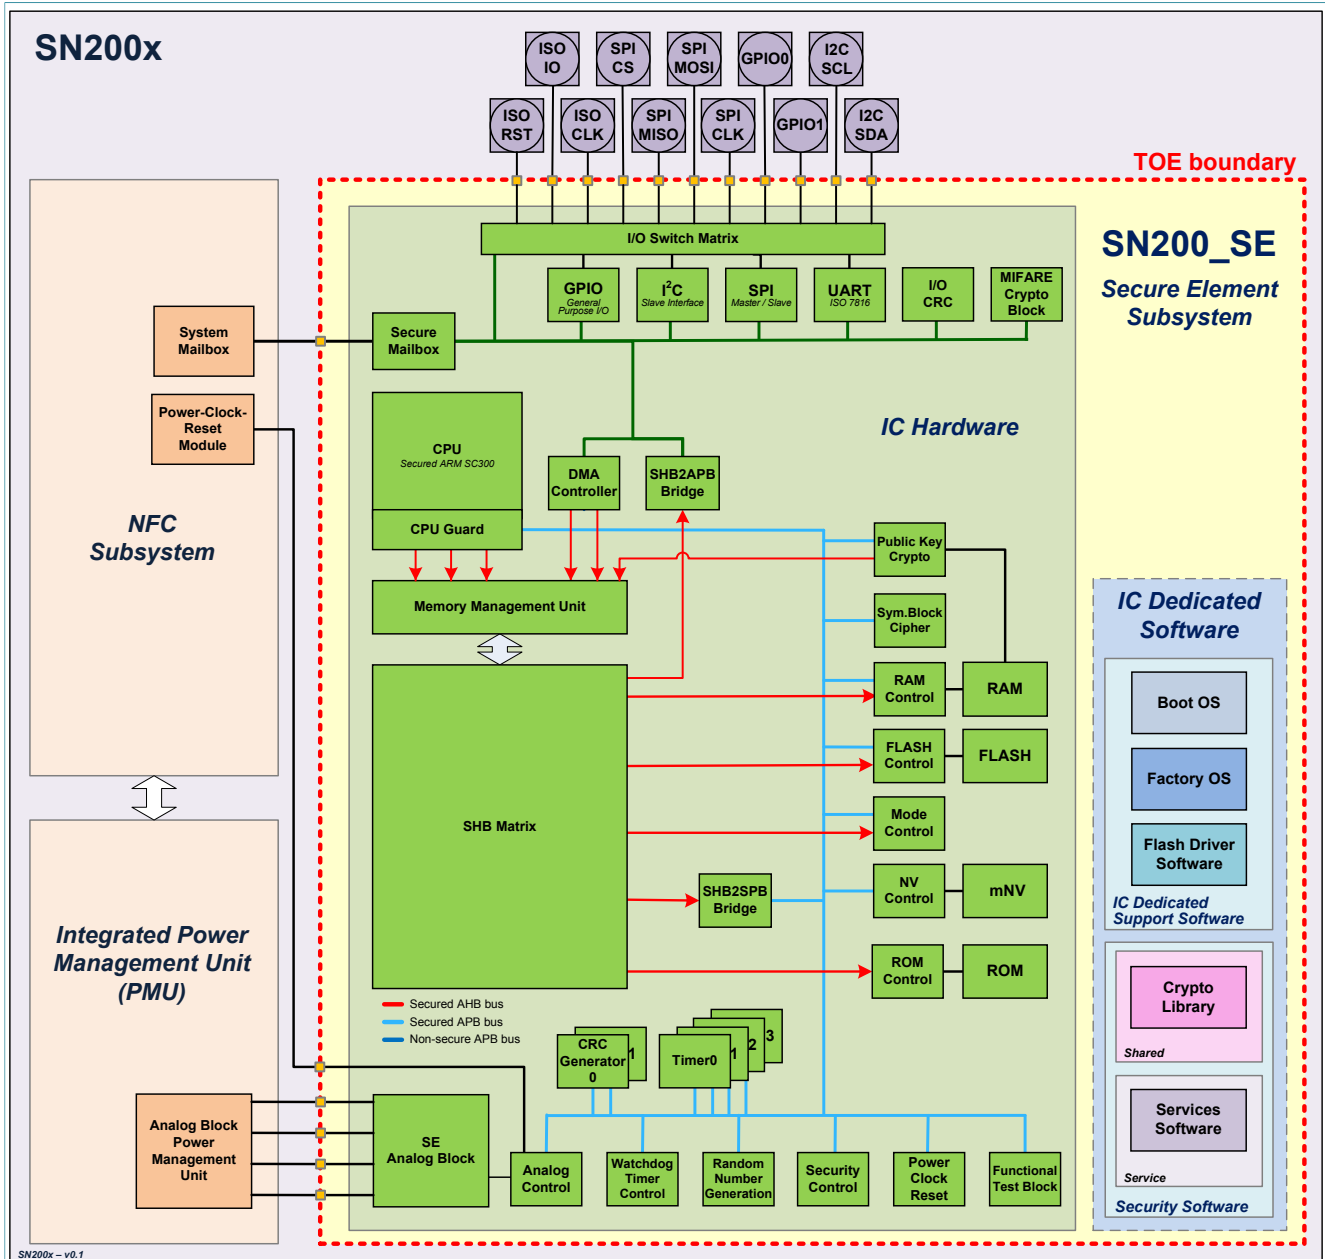 SN200x
ISO
IO
SPI
CS
SPI
MOSI
GPIO0
I2C
SCL
ISO
RST
ISO
CLK
SPI
MISO
SPI
CLK
GPIO1
I2C
SDA
TOE boundary
I/O Switch Matrix
SN200_SE
Secure Element
Subsystem
GPIO
General
Purpose I/O
I²C
Slave Interface
SPI
Master / Slave
UART
ISO 7816
I/O
CRC
MIFARE
Crypto
Block
System
Mailbox
Secure
Mailbox
Power-Clock-
Reset
Module
NFC
Subsystem
IC Hardware
CPU
Secured ARM SC300
CPU Guard
DMA
Controller
SHB2APB
Bridge
Public Key
Crypto
Memory Management Unit
Sym.Block
Cipher
RAM
Control
RAM
FLASH
Control
FLASH
SHB Matrix
Mode
Control
SHB2SPB
Bridge
NV
Control
mNV
ROM
Control
ROM
IC Dedicated
Software
Boot OS
Factory OS
Flash Driver
Software
IC Dedicated
Support Software
Crypto
Library
Shared
Services
Software
Service
Security Software
Integrated Power
Management Unit
(PMU)
Secured AHB bus
Secured APB bus
Non-secure APB bus
CRC
Generator
0
1
Timer0
1
2
3
Analog Block
Power
Management
Unit
SE
Analog Block
Analog
Control
Watchdog
Timer
Control
Random
Number
Generation
Security
Control
Power
Clock
Reset
Functional
Test Block
SN200x – v0.1